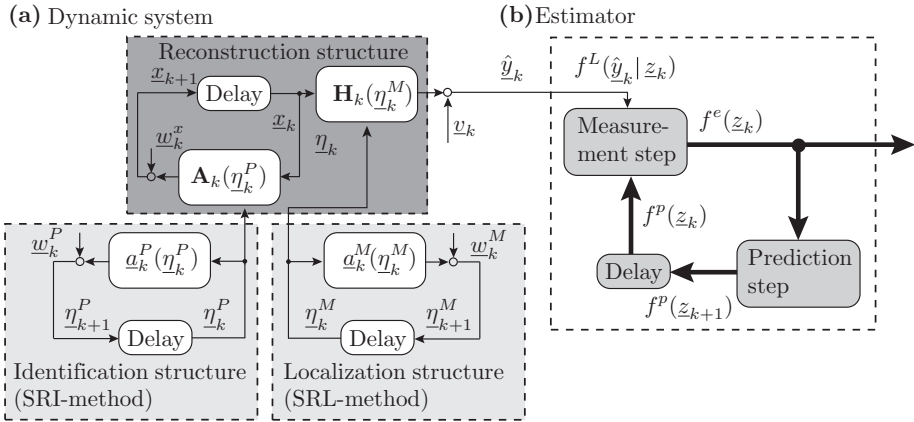 (a) Dynamic system
Reconstruction structure
x̲_{k+1}
Delay
H_k(η̲_k^M)
x̲_k
η̲_k
w̲_k^x
A_k(η̲_k^P)
v̲_k
w̲_k^P
a̲_k^P(η̲_k^P)
η̲_{k+1}^P
η̲_k^P
Delay
Identification structure
(SRI-method)
a̲_k^M(η̲_k^M)
w̲_k^M
η̲_k^M
η̲_{k+1}^M
Delay
Localization structure
(SRL-method)
(b) Estimator
ŷ̲_k
f^L(ŷ̲_k|z̲_k)
Measure-
ment step
f^e(z̲_k)
f^p(z̲_k)
Delay
f^p(z̲_{k+1})
Prediction
step